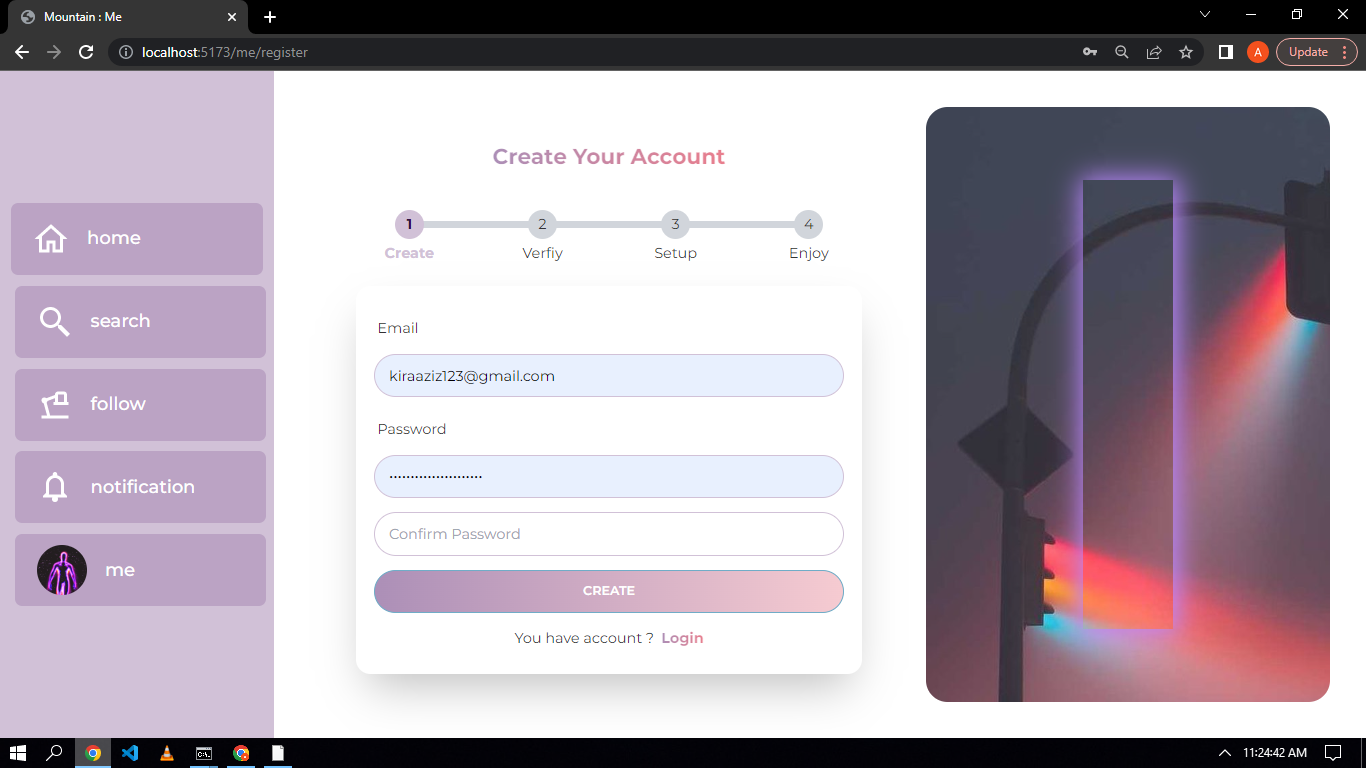 Mountain : Me
localhost:5173/me/register
A
Update
home
search
follow
notification
me
Create Your Account
1
2
3
4
Create
Verfiy
Setup
Enjoy
Email
kiraaziz123@gmail.com
Password
Confirm Password
CREATE
You have account ? Login
11:24:42 AM